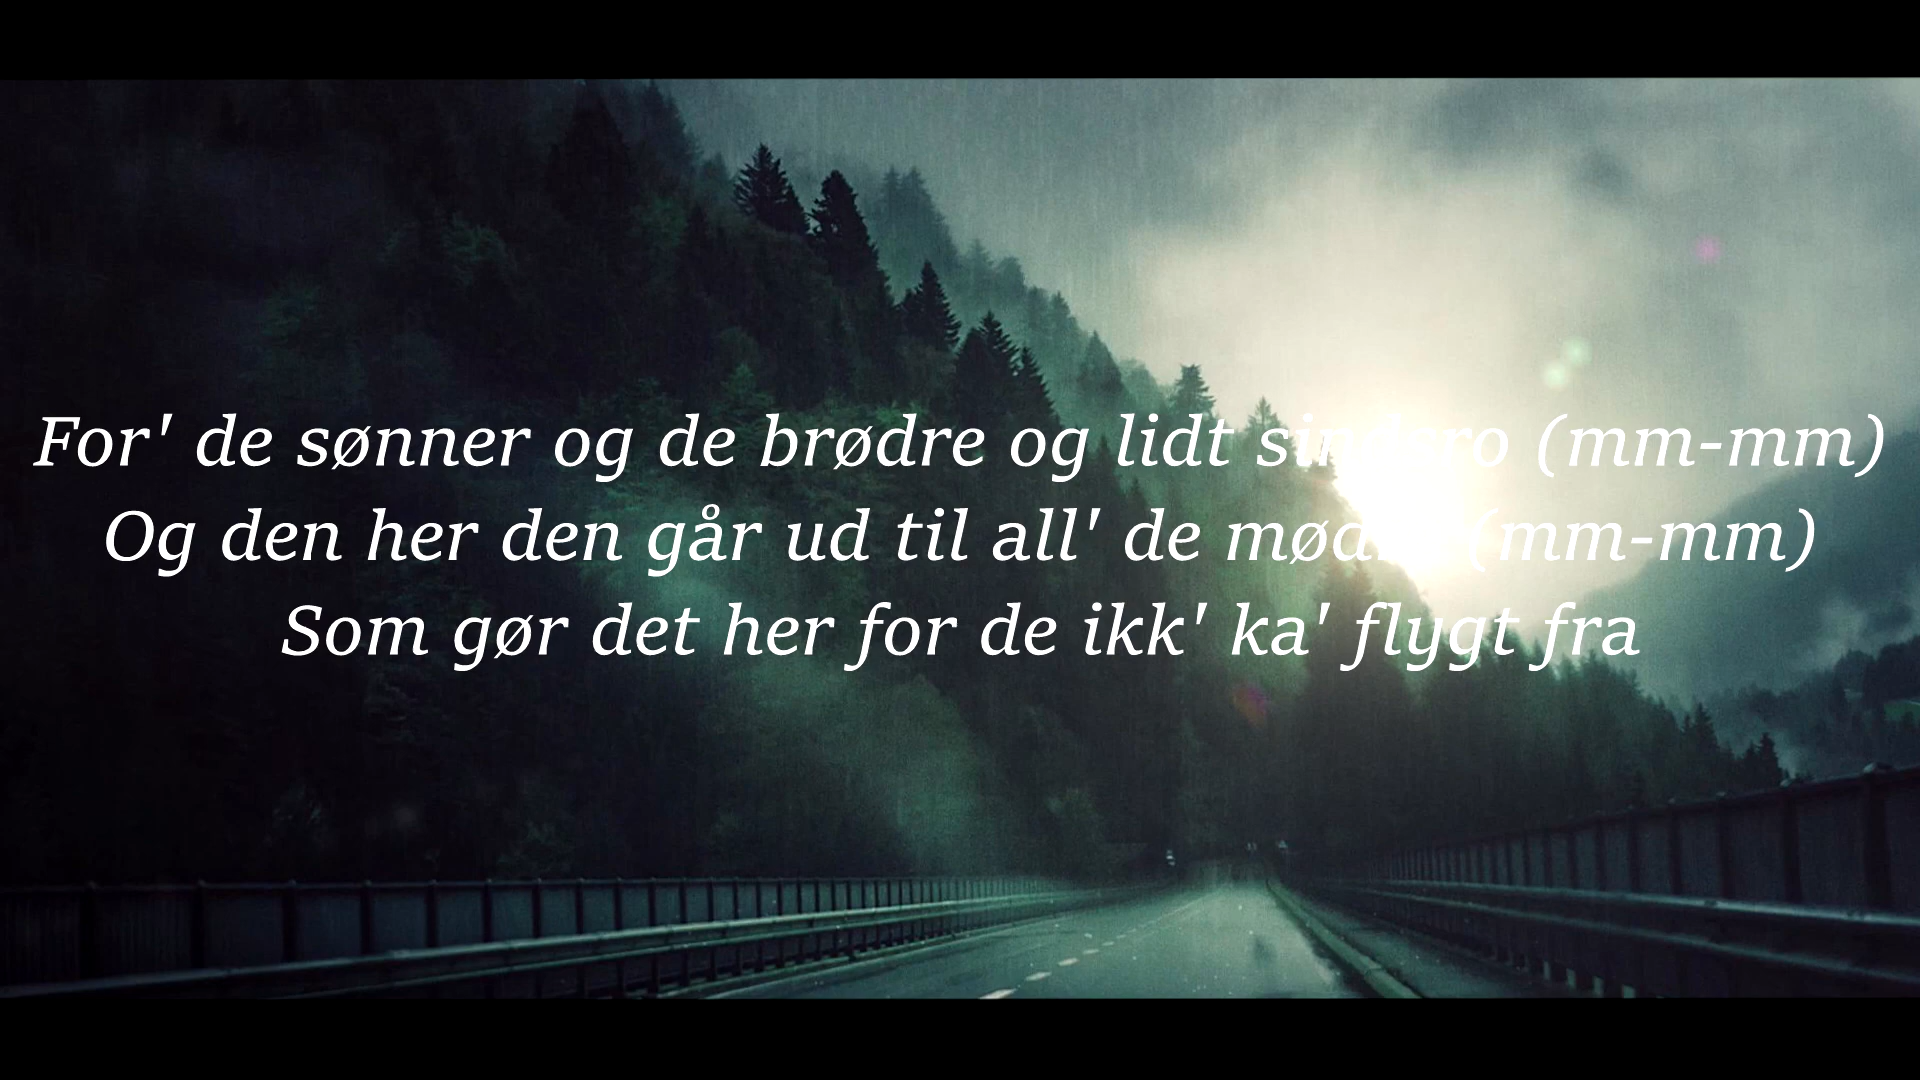 For' de sønner og de brødre og lidt sindsro (mm-mm)
Og den her den går ud til all' de mødre (mm-mm)
Som gør det her for de ikk' ka' flygt fra